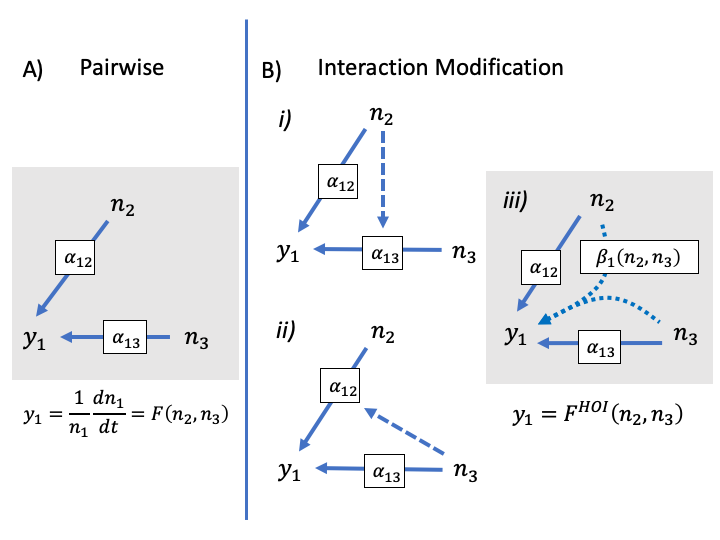 A) Pairwise
n₂
α₁₂
y₁
α₁₃
n₃
y₁ = 1/n₁ dn₁/dt = F(n₂, n₃)
B) Interaction Modification
i)
n₂
α₁₂
y₁
α₁₃
n₃
ii)
n₂
α₁₂
y₁
α₁₃
n₃
iii)
n₂
β₁(n₂, n₃)
α₁₂
y₁
α₁₃
n₃
y₁ = Fᴴᴼᴵ(n₂, n₃)